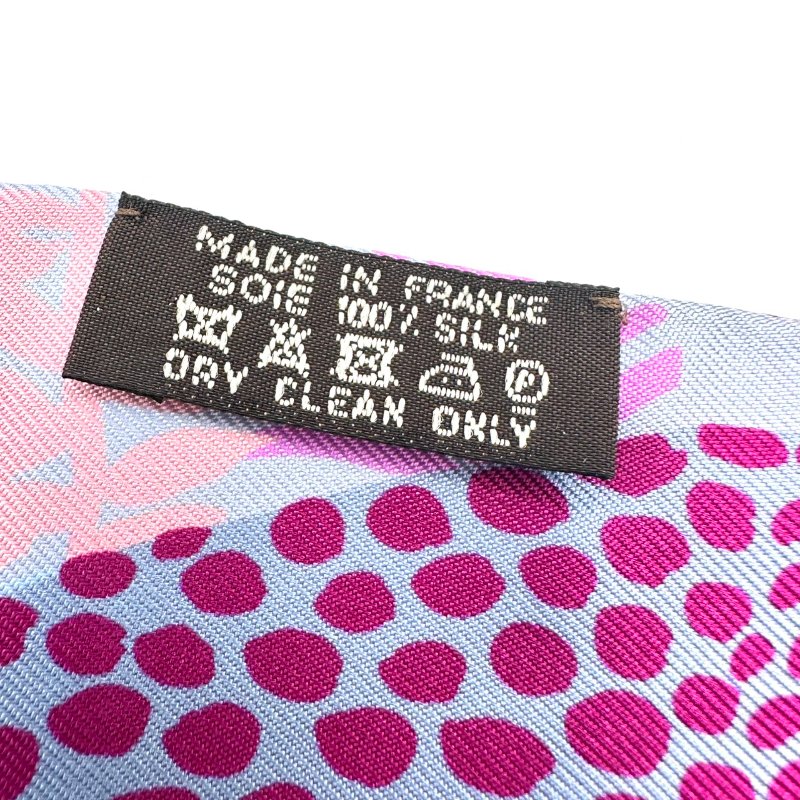 MADE IN FRANCE
SOIE 100% SILK
P
DRY CLEAN ONLY